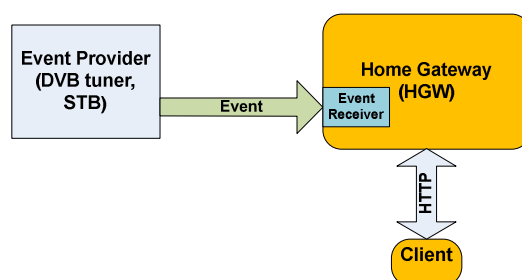 Event Provider
(DVB tuner,
STB)
Event
Event
Receiver
Home Gateway
(HGW)
HTTP
Client